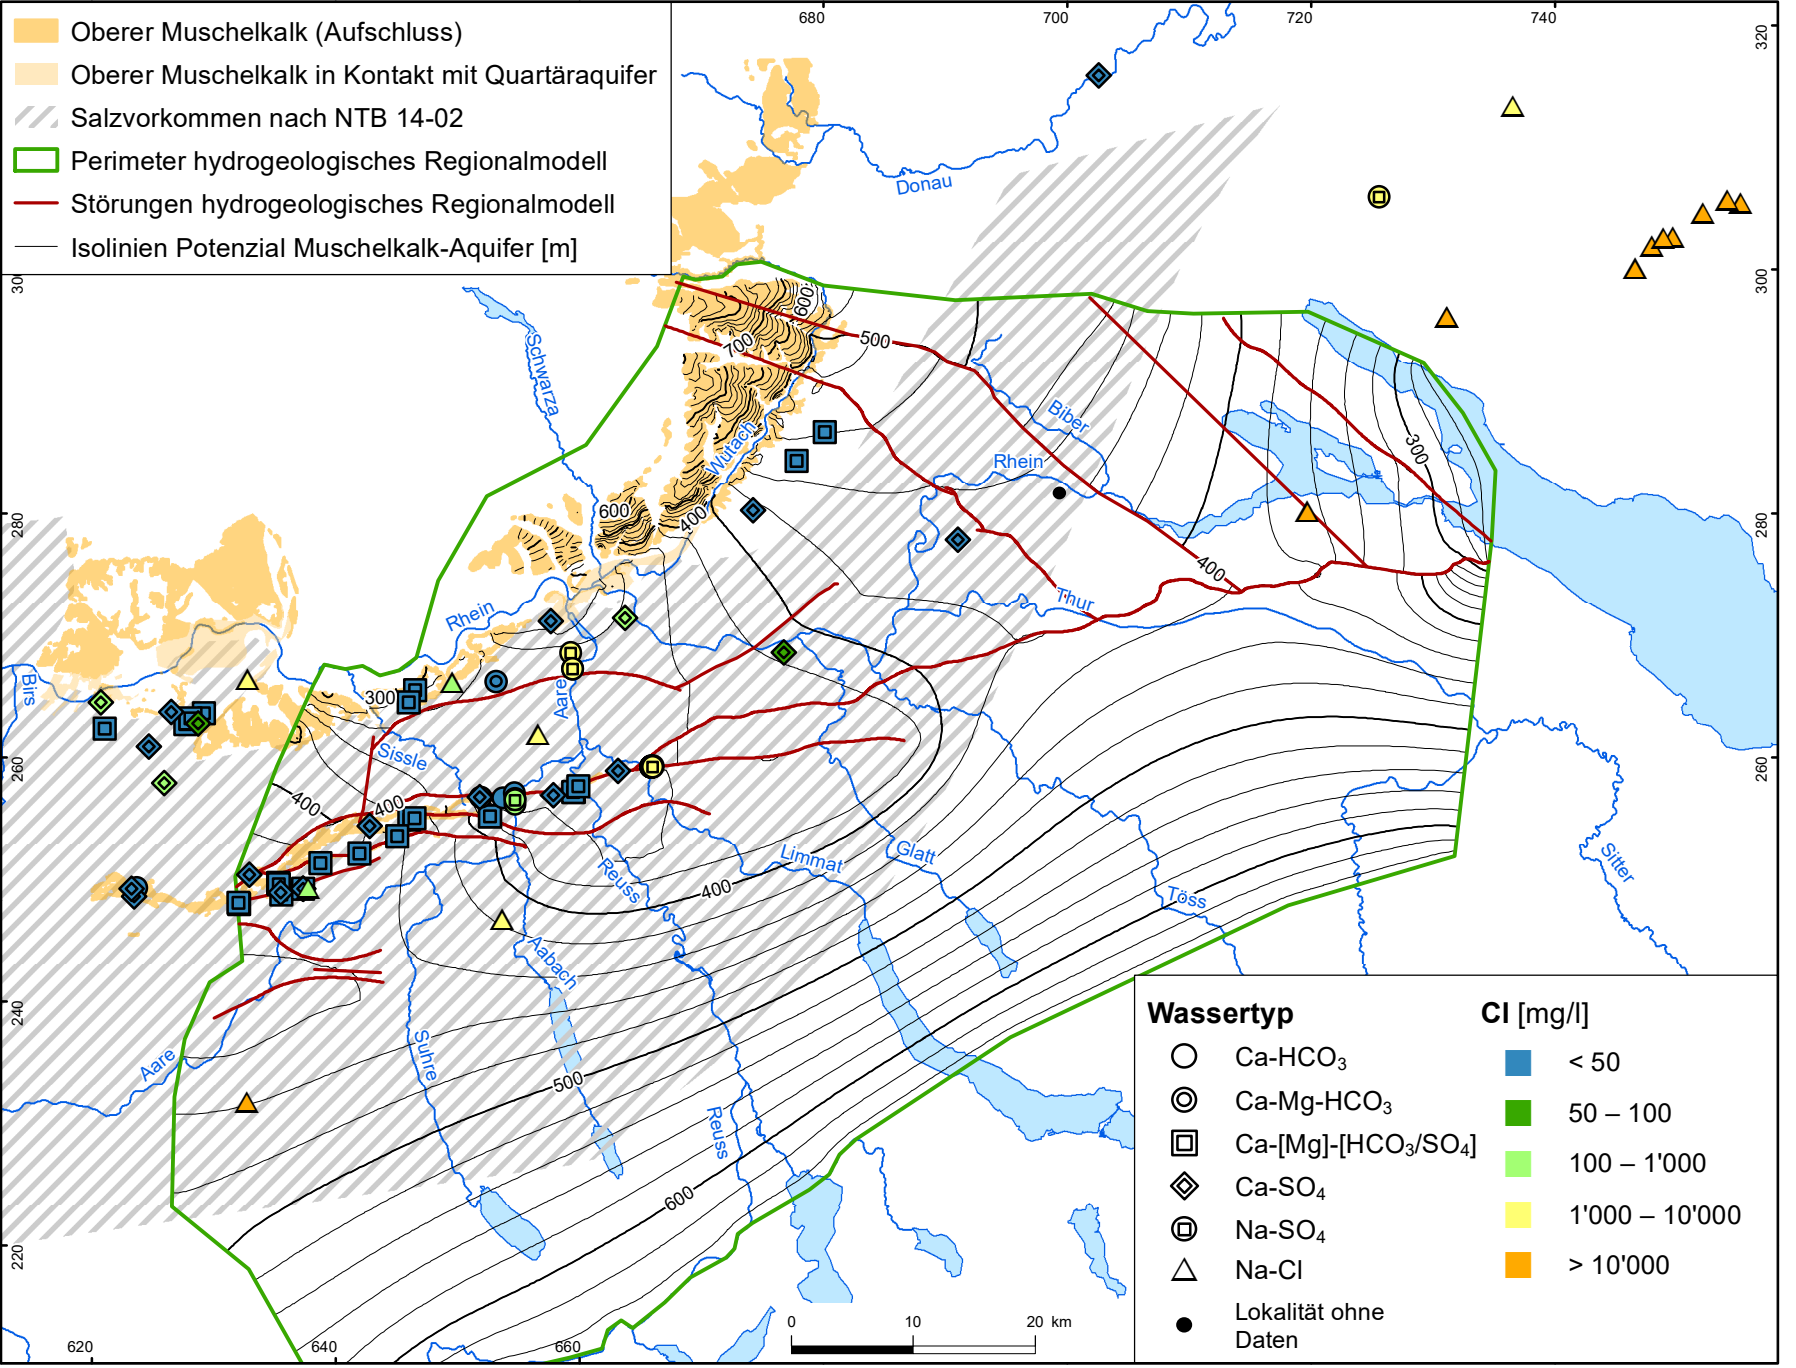 Oberer Muschelkalk (Aufschluss)
Oberer Muschelkalk in Kontakt mit Quartäraquifer
Salzvorkommen nach NTB 14-02
Perimeter hydrogeologisches Regionalmodell
Störungen hydrogeologisches Regionalmodell
Isolinien Potenzial Muschelkalk-Aquifer [m]
680
700
720
740
320
Donau
30
300
600
500
700
Schwarza
Biber
Wutach
Rhein
300
600
400
280
280
400
Thur
Rhein
Birs
300
Aare
Sissle
260
260
400
400
Limmat
Glatt
Reuss
400
Töss
Sitter
Aabach
240
Aare
Suhre
500
Reuss
600
220
620
640
660
0 10 20 km
Wassertyp
Ca-HCO₃
Ca-Mg-HCO₃
Ca-[Mg]-[HCO₃/SO₄]
Ca-SO₄
Na-SO₄
Na-Cl
Lokalität ohne
Daten
Cl [mg/l]
< 50
50 – 100
100 – 1'000
1'000 – 10'000
> 10'000